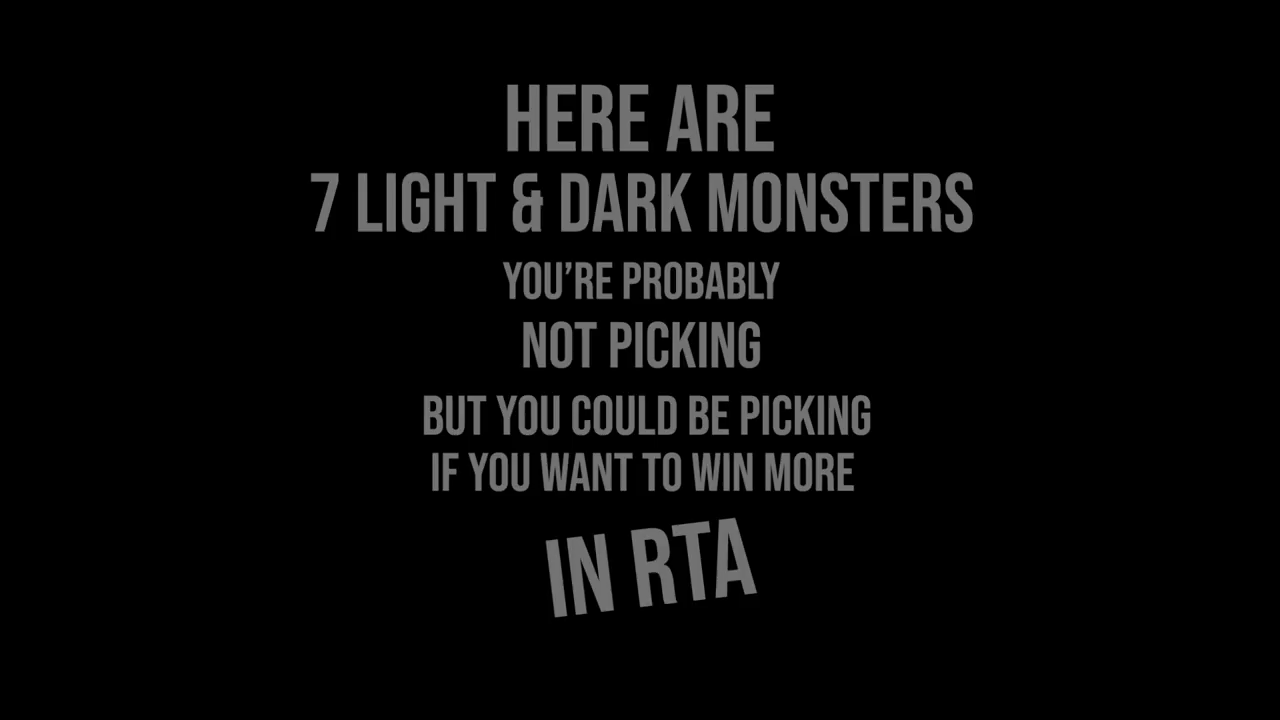 HERE ARE
7 LIGHT & DARK MONSTERS
YOU'RE PROBABLY
NOT PICKING
BUT YOU COULD BE PICKING
IF YOU WANT TO WIN MORE
IN RTA